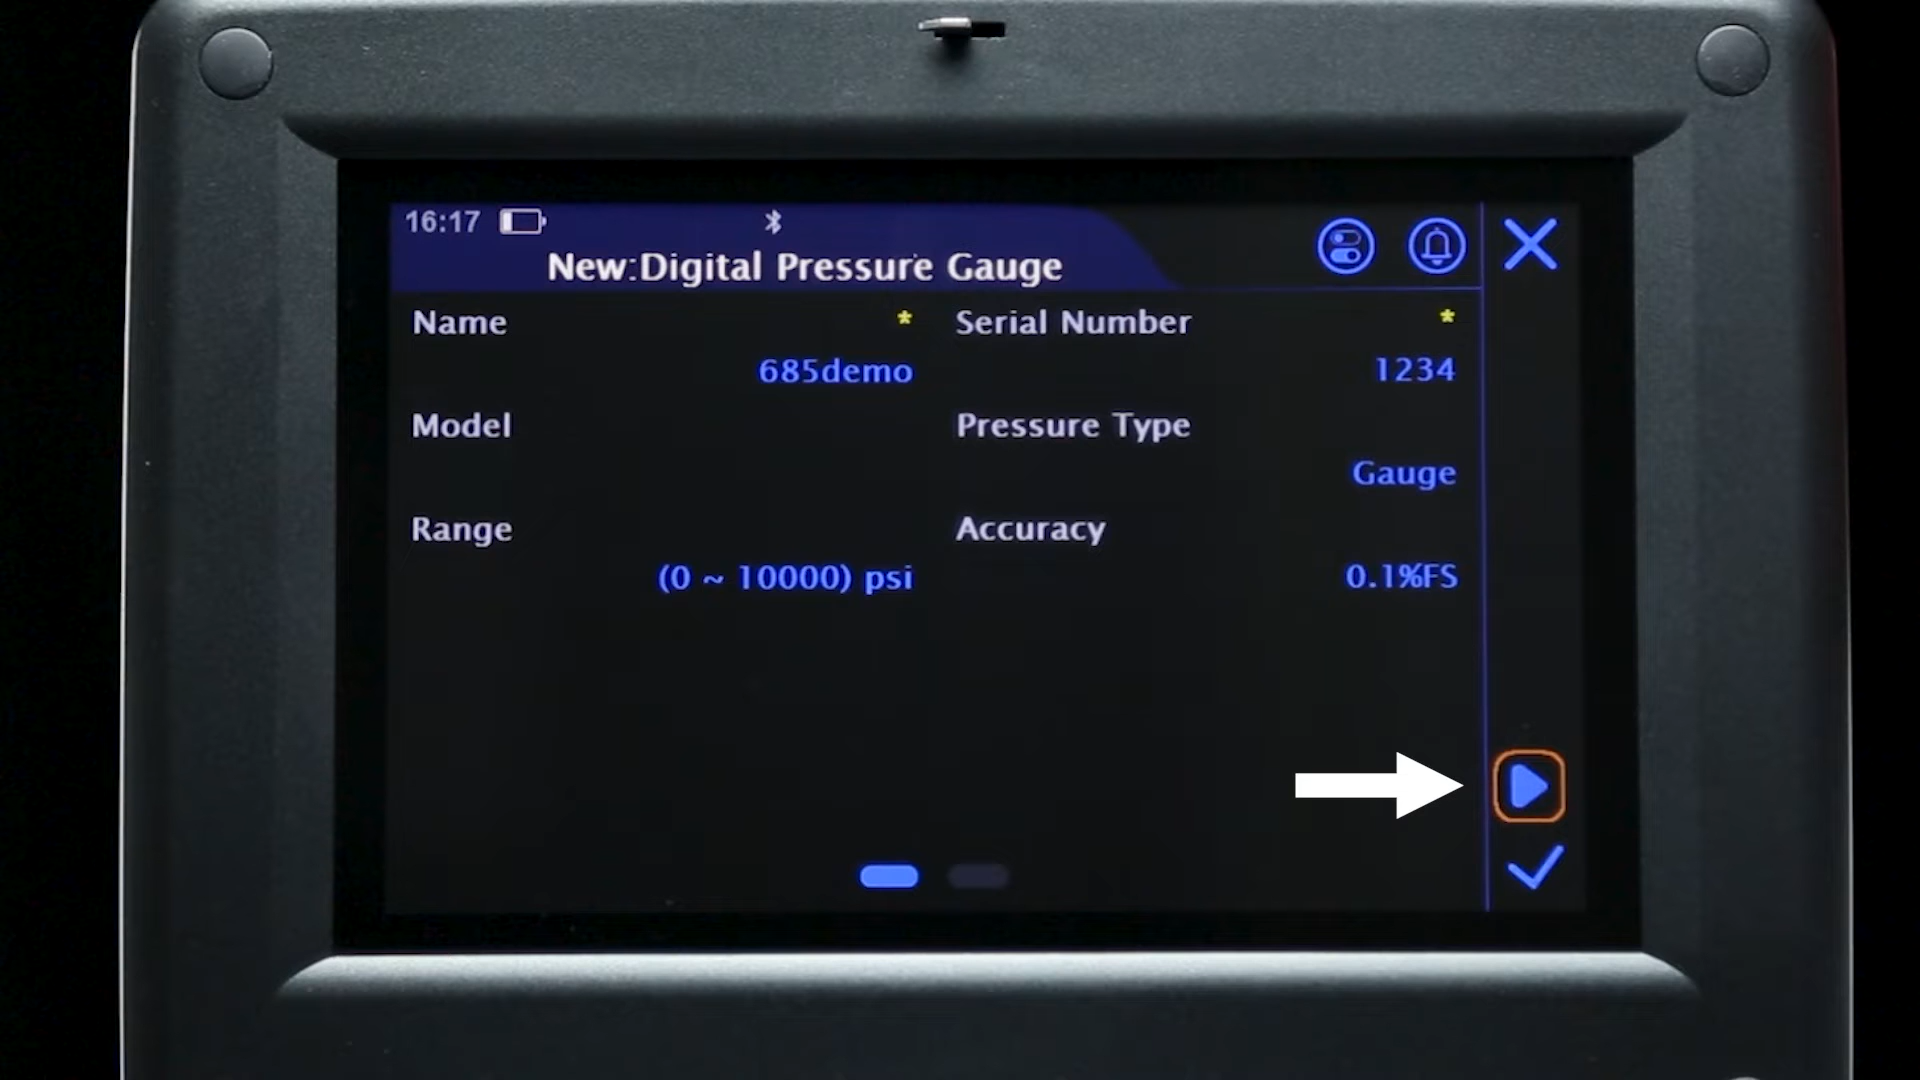 16:17
New:Digital Pressure Gauge
Name * Serial Number *
685demo 1234
Model Pressure Type
Gauge
Range Accuracy
(0 ~ 10000) psi 0.1%FS